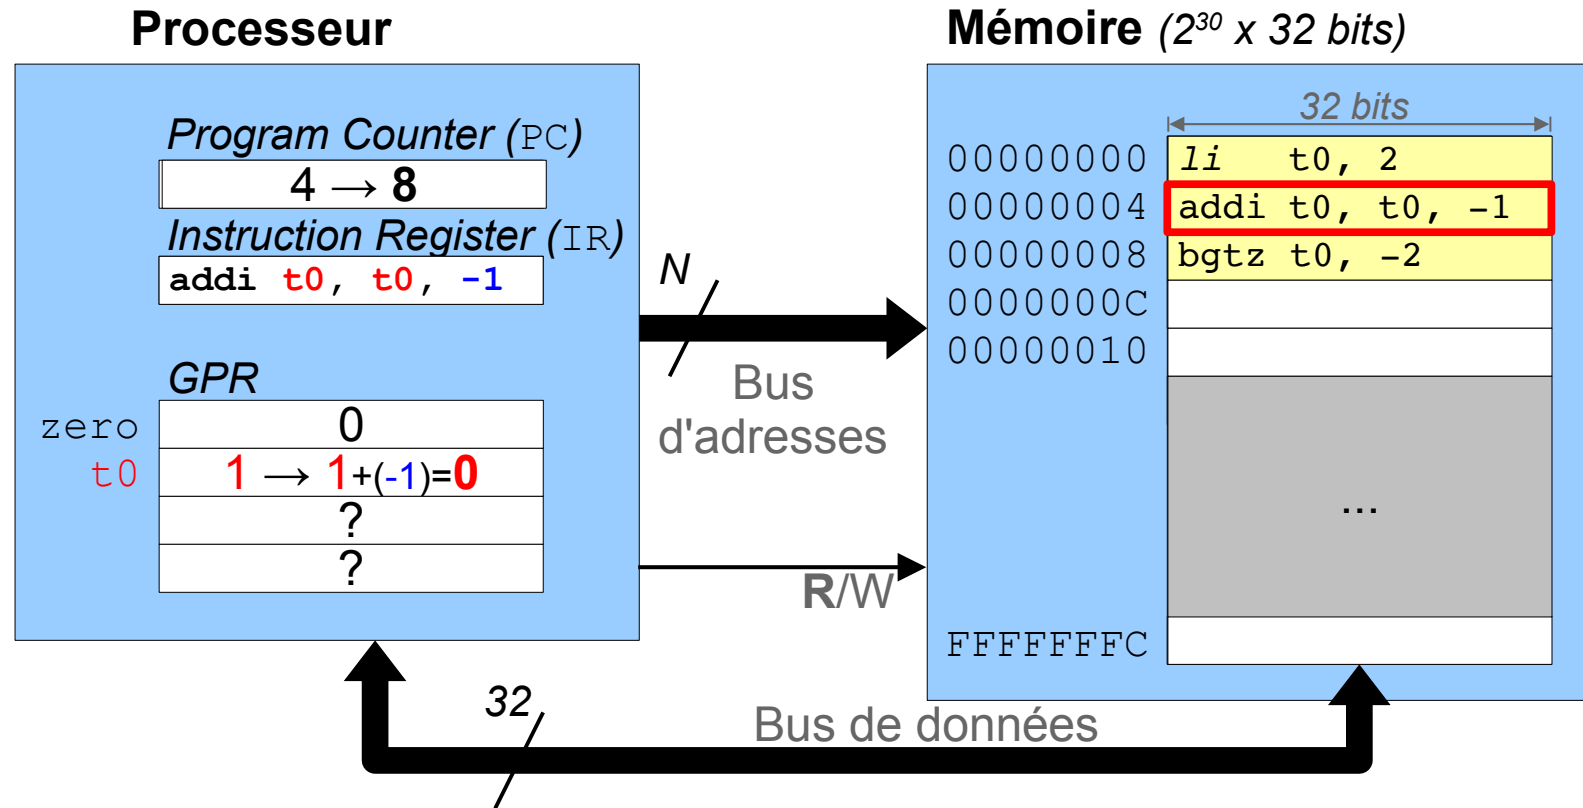 Processeur
Program Counter (PC)
4 → 8
Instruction Register (IR)
addi t0, t0, -1
GPR
zero 0
t0 1 → 1+(-1)=0
?
?
N
Bus
d'adresses
R/W
32
Bus de données
Mémoire (2³⁰ x 32 bits)
32 bits
00000000 li t0, 2
00000004 addi t0, t0, -1
00000008 bgtz t0, -2
0000000C
00000010
...
FFFFFFFC